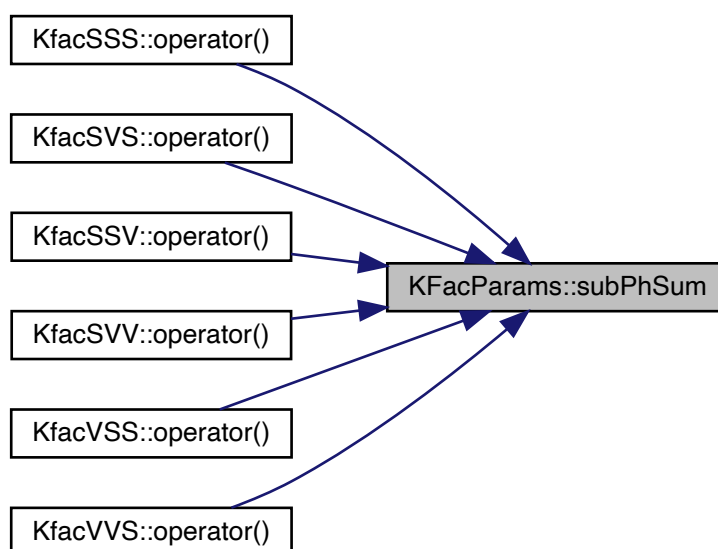 KfacSSS::operator()
KfacSVS::operator()
KfacSSV::operator()
KFacParams::subPhSum
KfacSVV::operator()
KfacVSS::operator()
KfacVVS::operator()